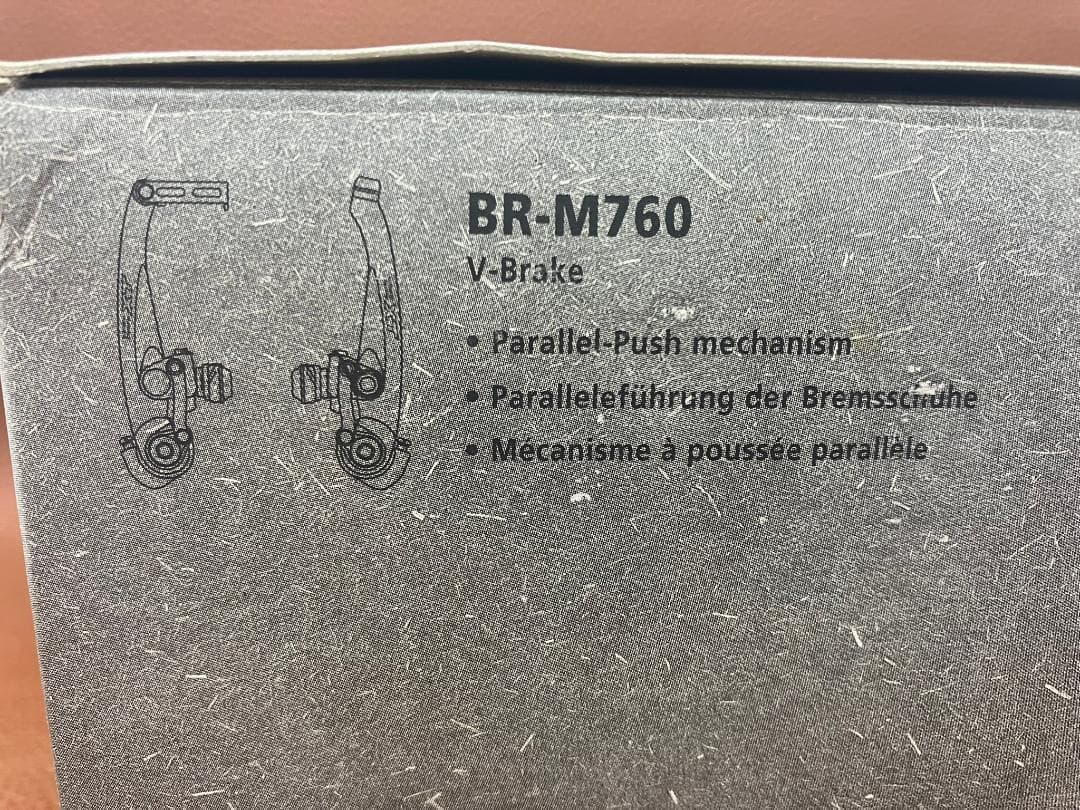 BR-M760
V-Brake
• Parallel-Push mechanism
• Paralleleführung der Bremsschuhe
• Mécanisme à poussée parallèle